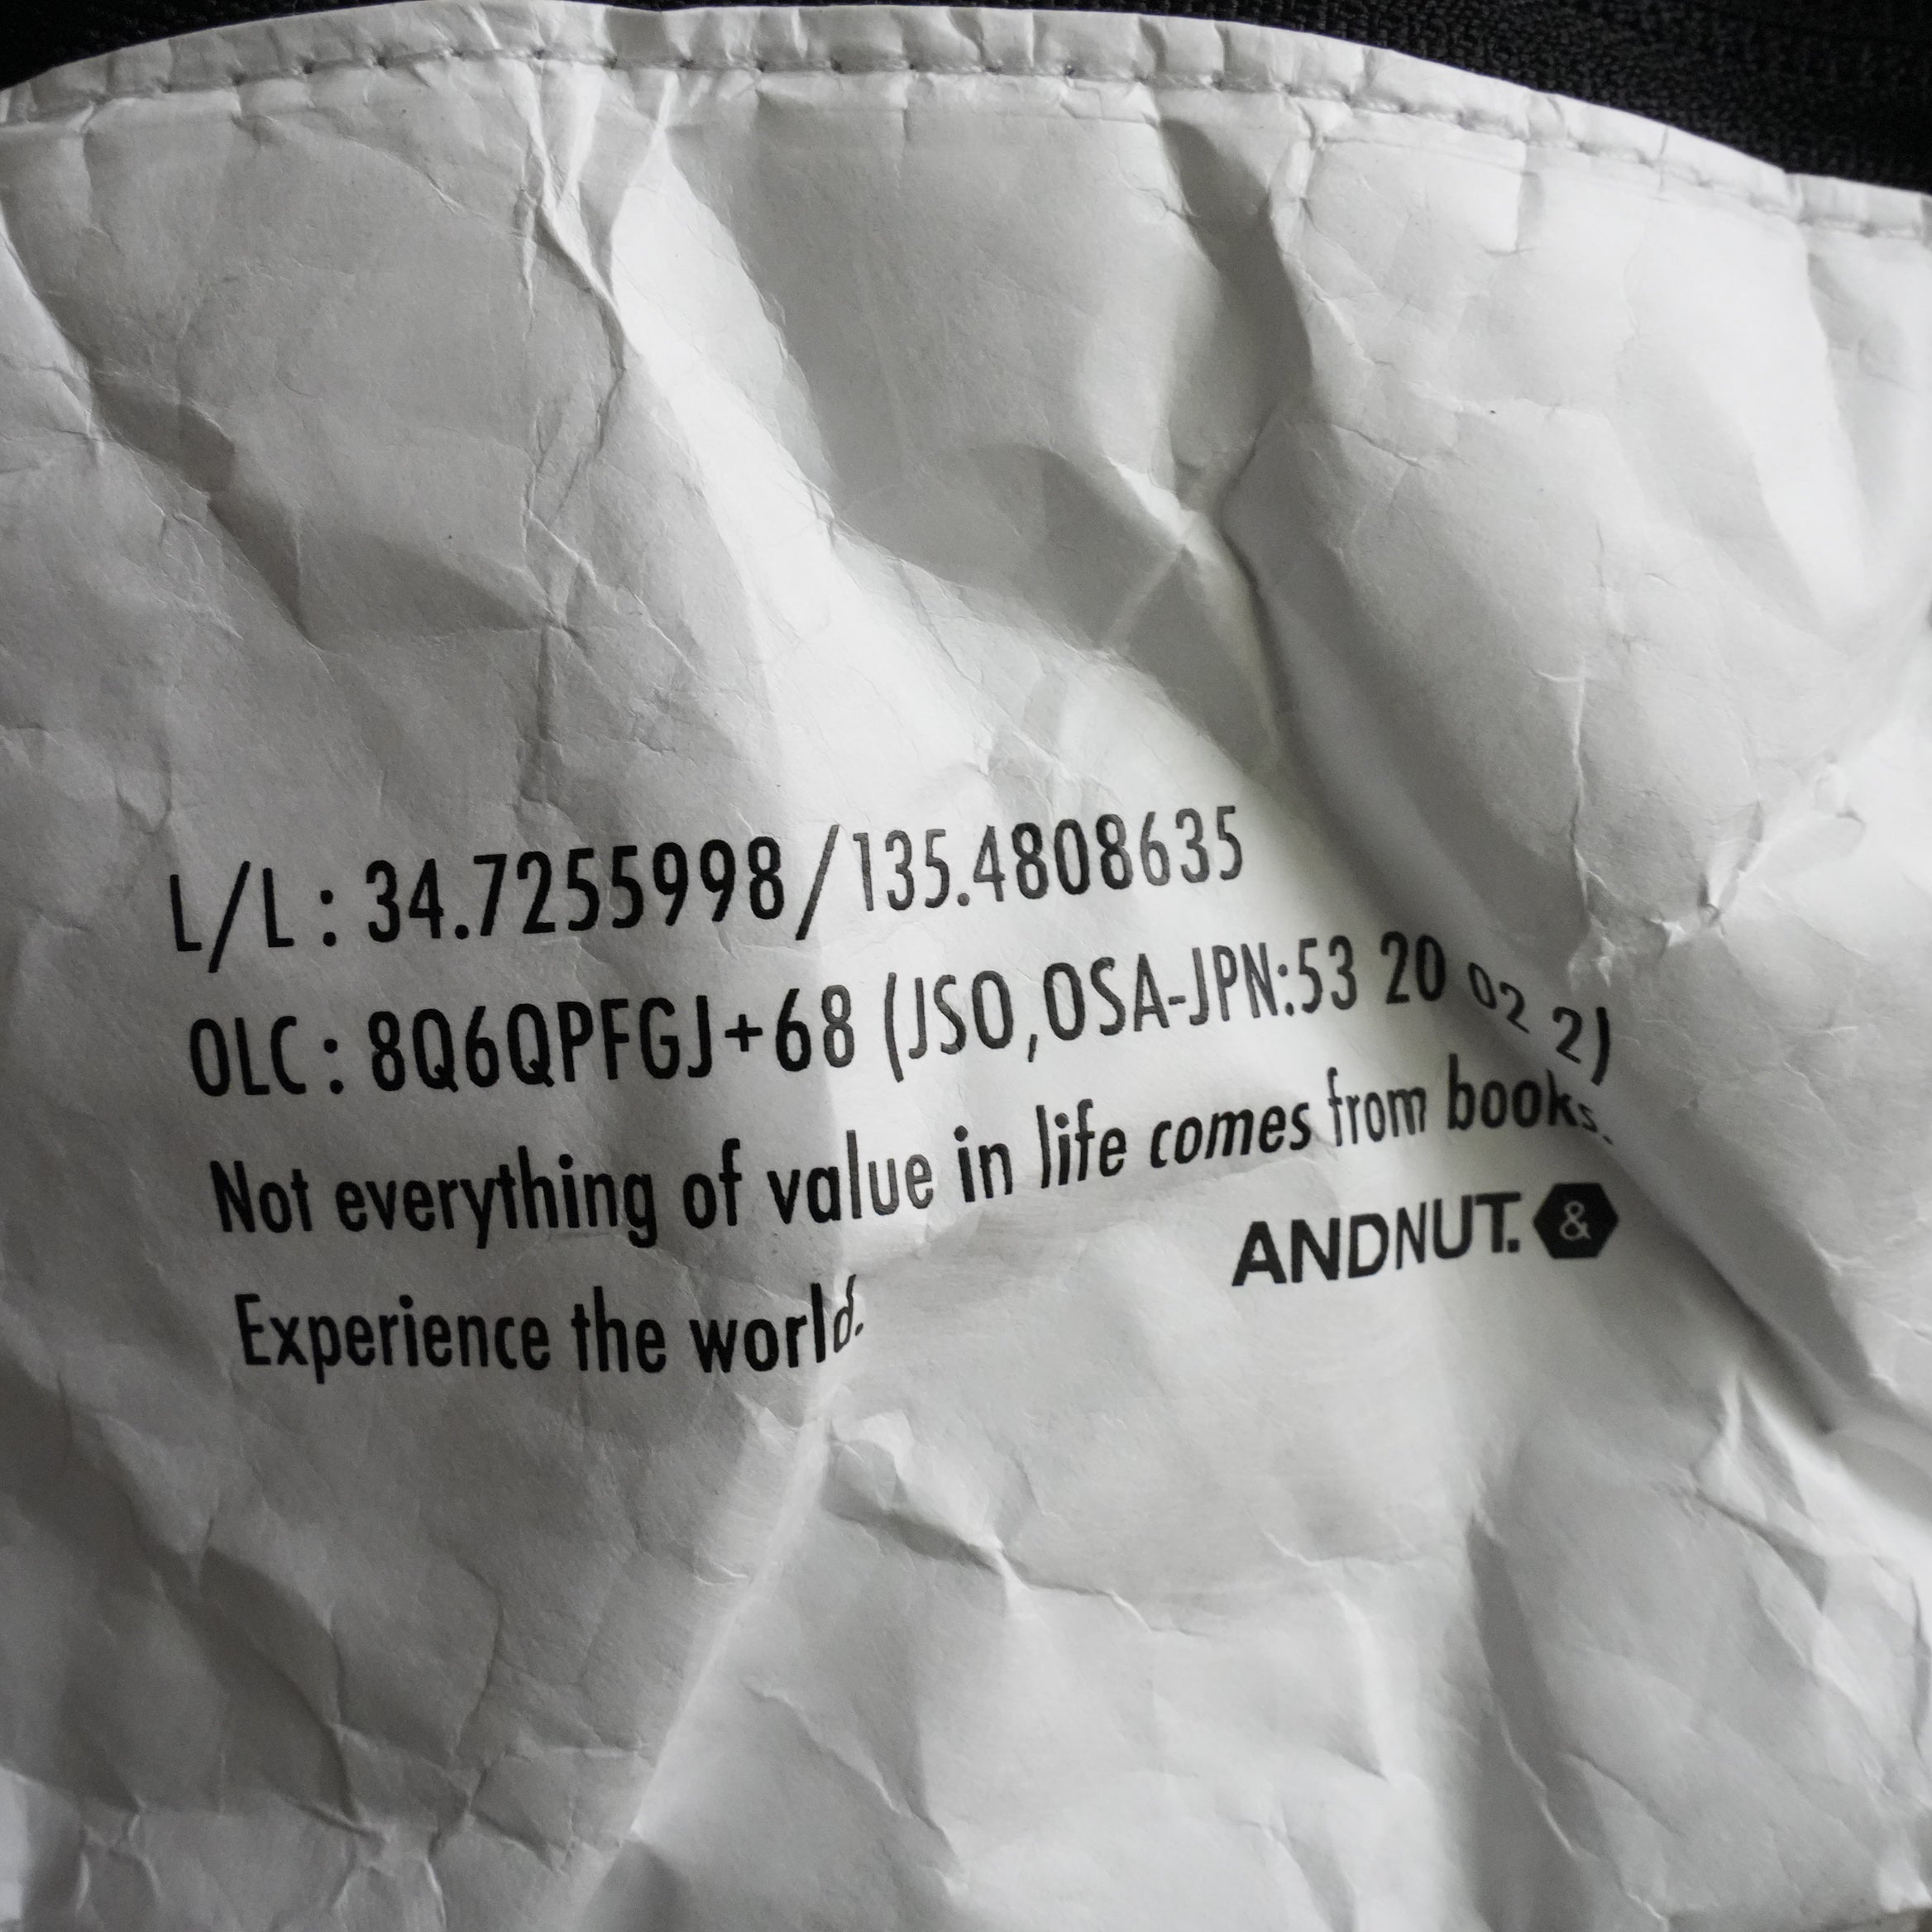 L/L : 34.7255998/135.4808635
OLC : 8Q6QPFGJ+68 (JSO,OSA-JPN:53 20 02 2)
Not everything of value in life comes from books.
ANDNUT. &
Experience the world.